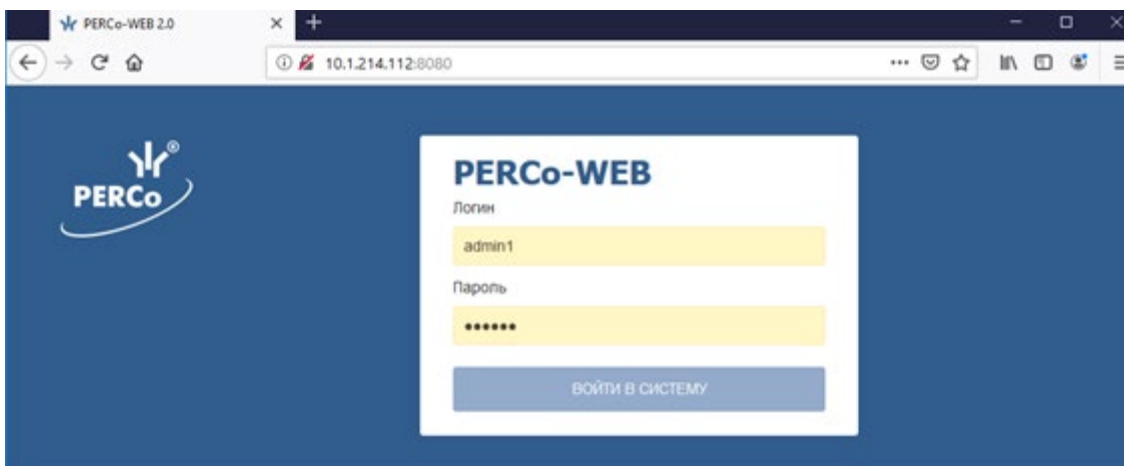 PERCo-WEB 2.0
10.1.214.112:8080
PERCo®
PERCo-WEB
Логин
admin1
Пароль
••••••
ВОЙТИ В СИСТЕМУ